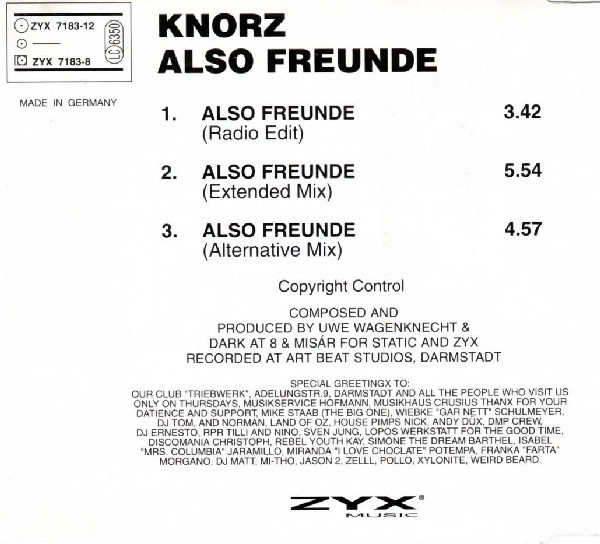 ZYX 7183-12
ZYX 7183-8
LC 6350
MADE IN GERMANY
KNORZ
ALSO FREUNDE
1. ALSO FREUNDE 3.42
(Radio Edit)
2. ALSO FREUNDE 5.54
(Extended Mix)
3. ALSO FREUNDE 4.57
(Alternative Mix)
Copyright Control
COMPOSED AND
PRODUCED BY UWE WAGENKNECHT &
DARK AT 8 & MISÁR FOR STATIC AND ZYX
RECORDED AT ART BEAT STUDIOS, DARMSTADT
SPECIAL GREETINGX TO:
OUR CLUB "TRIEBWERK", ADELUNGSTR.9, DARMSTADT AND ALL THE PEOPLE WHO VISIT US
ONLY ON THURSDAYS, MUSIKSERVICE HOFMANN, MUSIKHAUS CRUSIUS THANX FOR YOUR
DATIENCE AND SUPPORT, MIKE STAAB (THE BIG ONE), WIEBKE "GAR NETT" SCHULMEYER,
DJ TOM, AND NORMAN, LAND OF OZ, HOUSE PIMPS NICK, ANDY DÜX, DMP CREW,
DJ ERNESTO, RPR TILLI AND NINO, SVEN JUNG, LOPOS WERKSTATT FOR THE GOOD TIME,
DISCOMANIA CHRISTOPH, REBEL YOUTH KAY, SIMONE THE DREAM BARTHEL, ISABEL
"MRS. COLUMBIA" JARAMILLO, MIRANDA "I LOVE CHOCLATE" POTEMPA, FRANKA "FARTA"
MORGANO, DJ MATT, MI-THO, JASON 2, ZELLL, POLLO, XYLONITE, WEIRD BEARD.
ZYX®
MUSIC